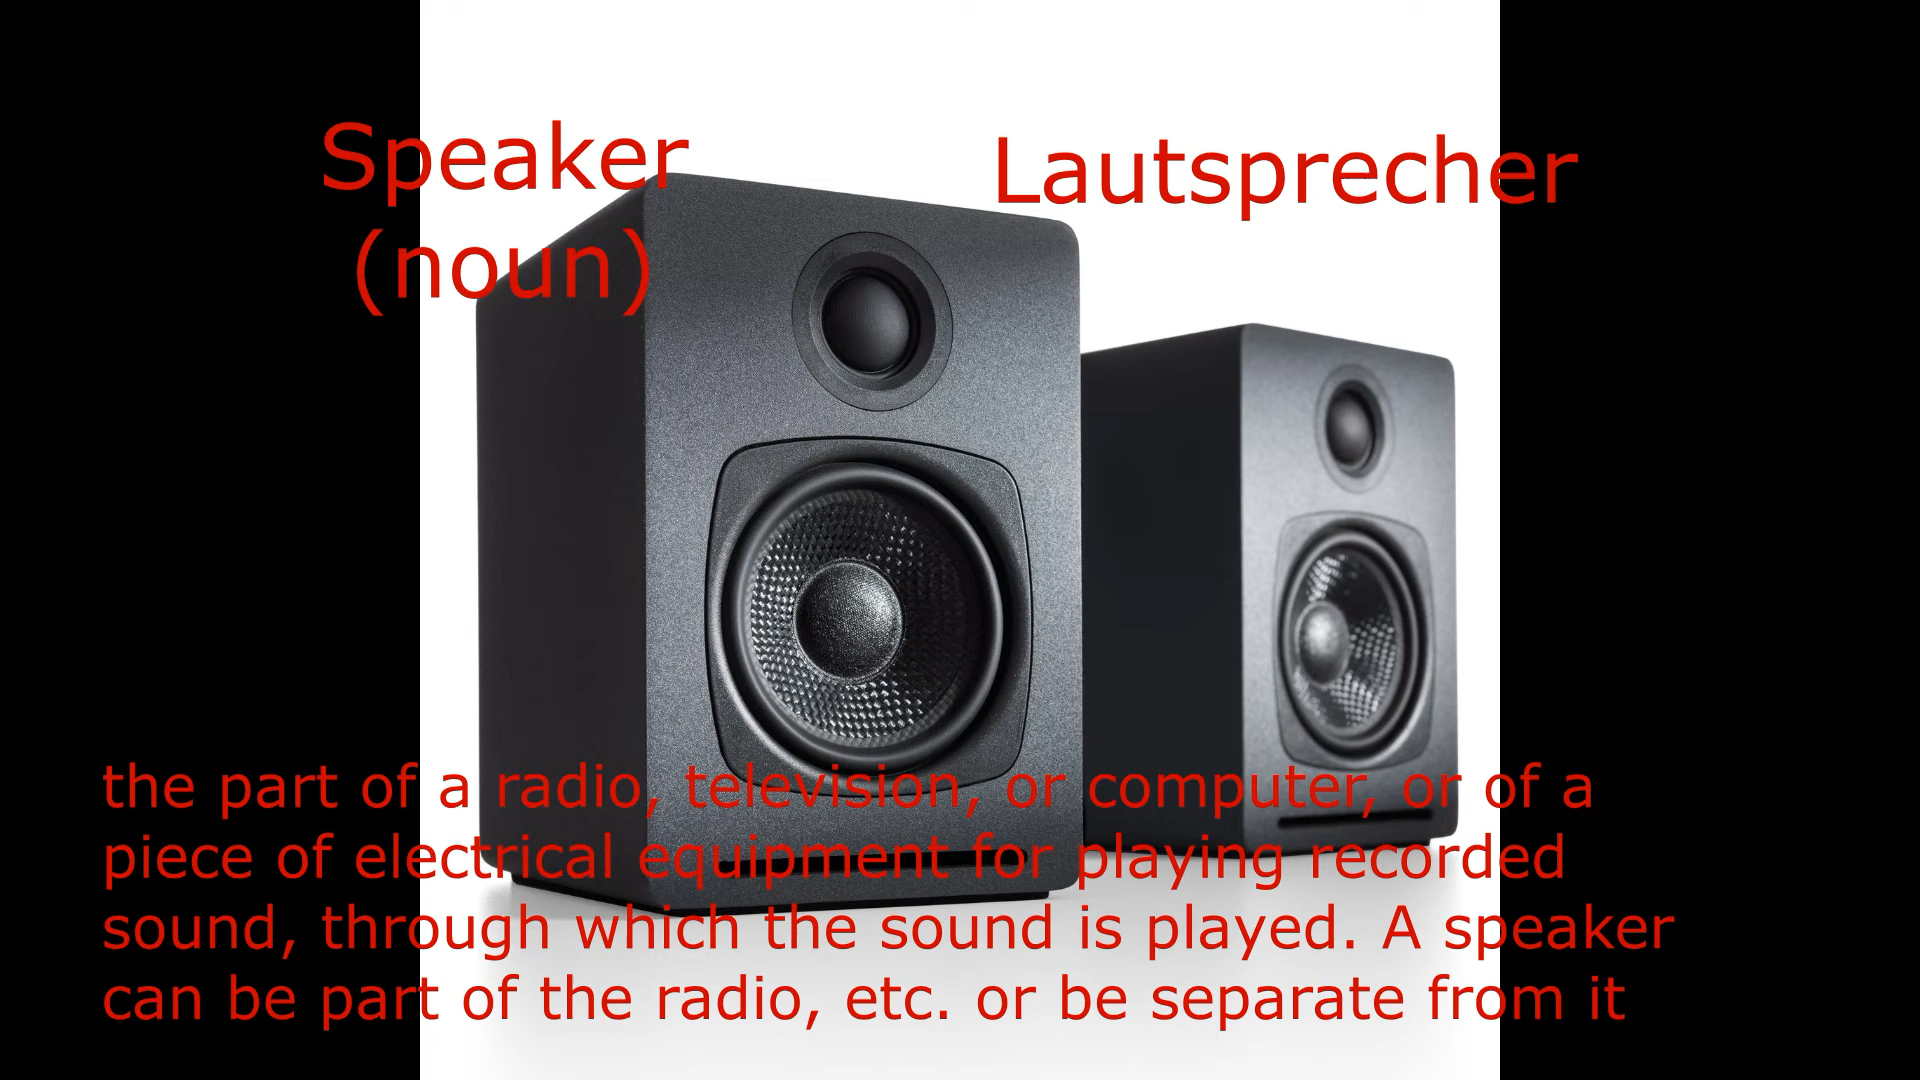 Speaker
(noun)
Lautsprecher
the part of a radio, television, or computer, or of a
piece of electrical equipment for playing recorded
sound, through which the sound is played. A speaker
can be part of the radio, etc. or be separate from it